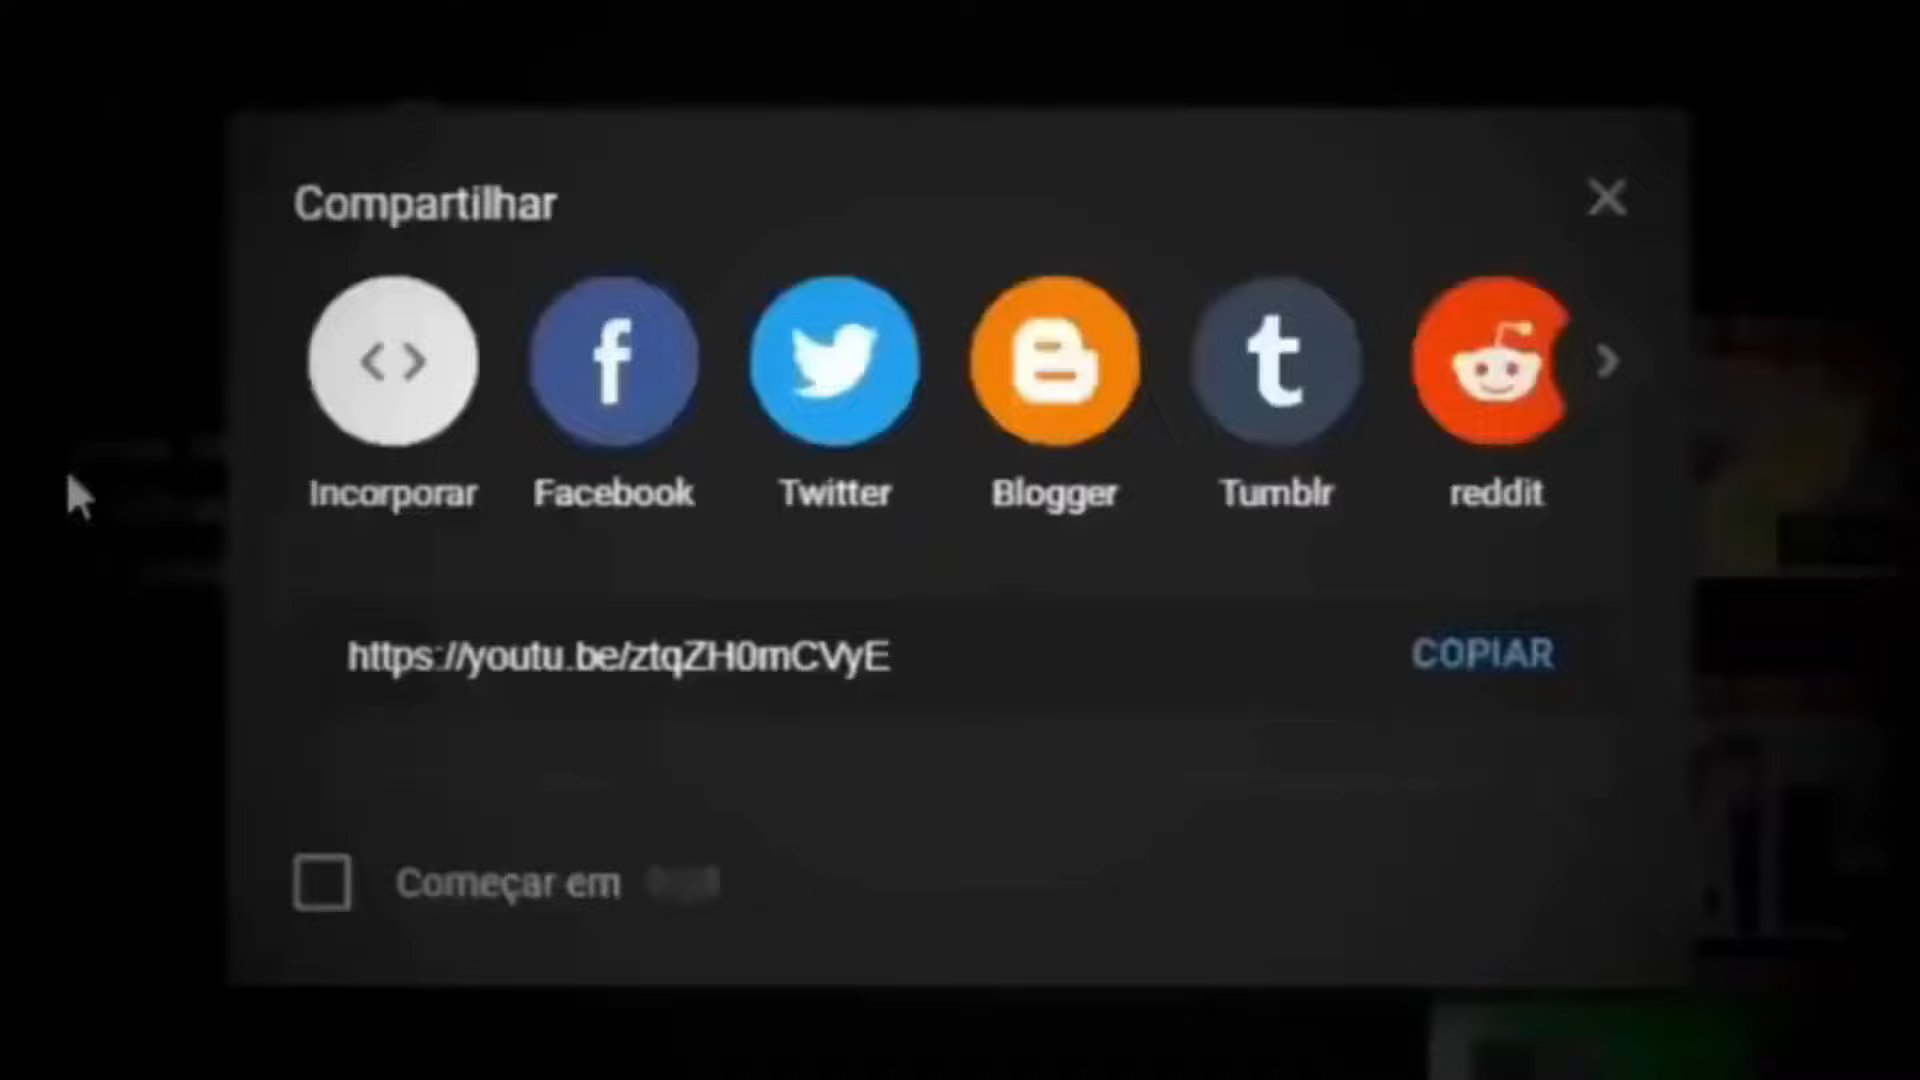 Compartilhar
Incorporar Facebook Twitter Blogger Tumblr reddit
https://youtu.be/ztqZH0mCVyE COPIAR
Começar em